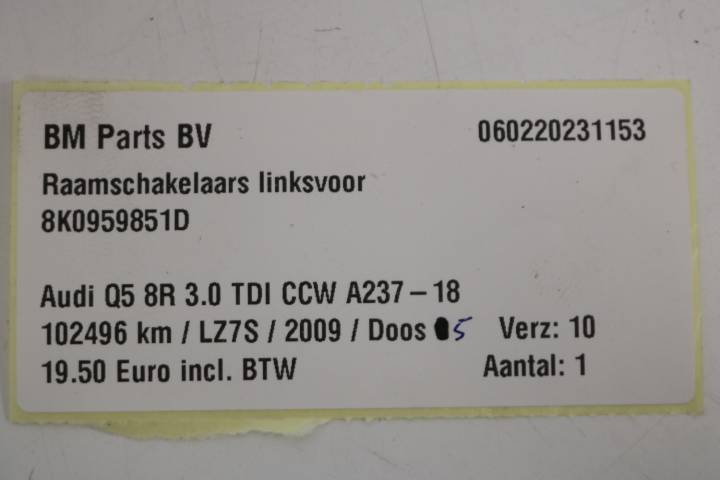 BM Parts BV 060220231153
Raamschakelaars linksvoor
8K0959851D
Audi Q5 8R 3.0 TDI CCW A237-18
102496 km / LZ7S / 2009 / Doos 5 Verz: 10
19.50 Euro incl. BTW Aantal: 1